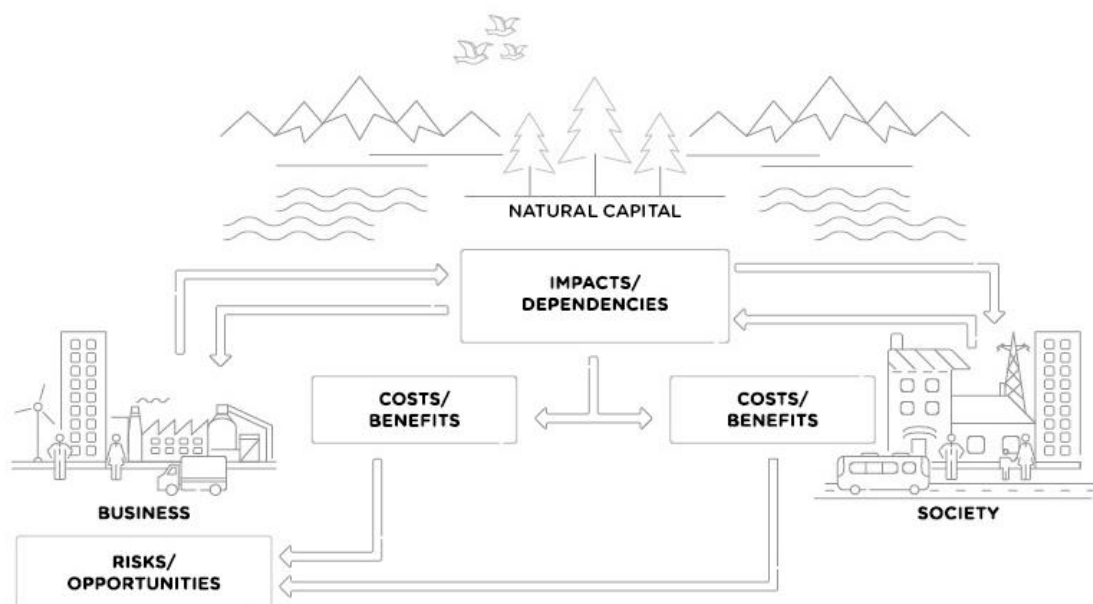 NATURAL CAPITAL
IMPACTS/
DEPENDENCIES
COSTS/
BENEFITS
COSTS/
BENEFITS
BUSINESS
SOCIETY
RISKS/
OPPORTUNITIES